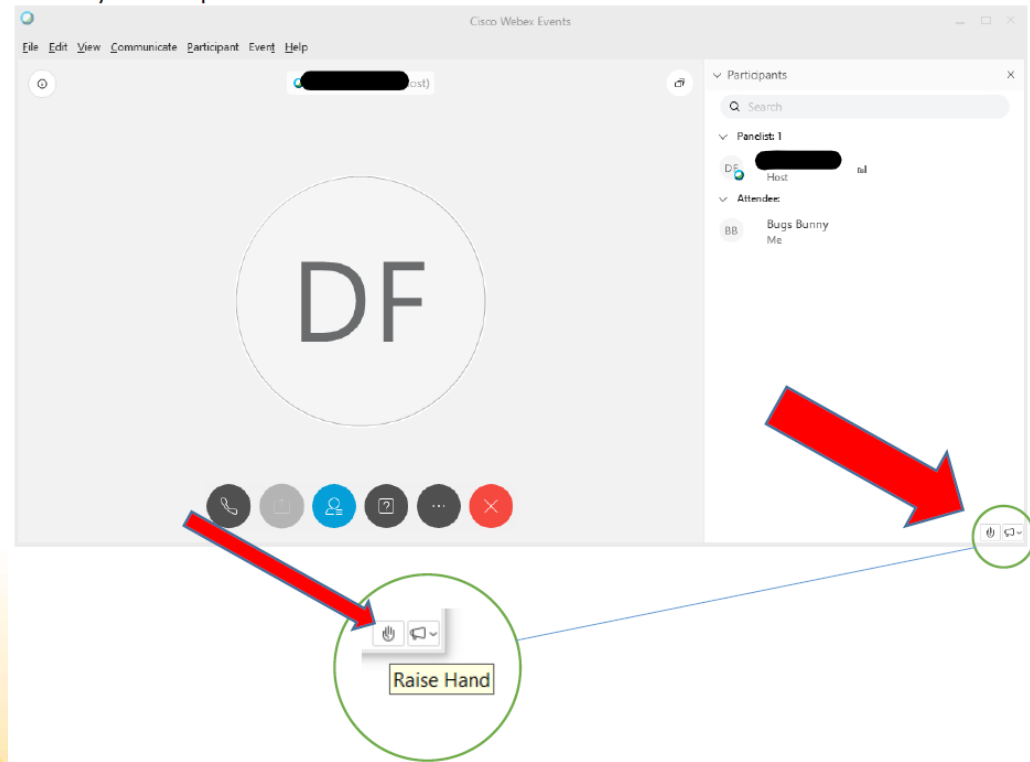 Cisco Webex Events
File Edit View Communicate Participant Event Help
ost)
Participants
Search
Panelist: 1
DF
Host
Attendee:
BB Bugs Bunny
Me
DF
Raise Hand